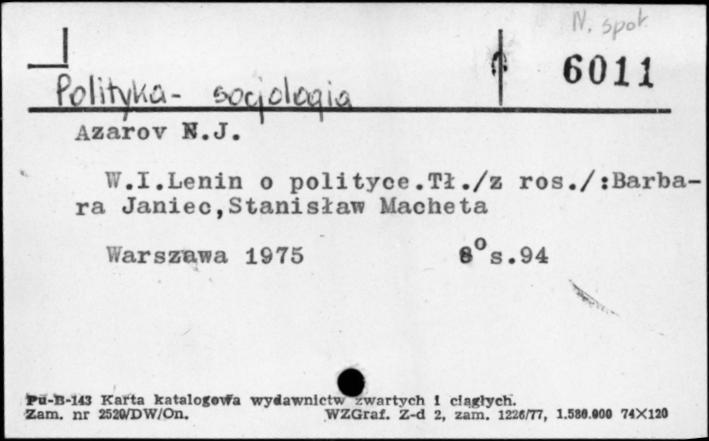 N. społ.
6011
Polityka - socjologia
Azarov N.J.
W.I.Lenin o polityce.Tł./z ros./:Barba-
ra Janiec,Stanisław Macheta
Warszawa 1975 8° s.94
Pu-B-143 Karta katalogowa wydawnictw zwartych i ciągłych.
Zam. nr 2520/DW/On. WZGraf. Z-d 2, zam. 1226/77, 1.580.000 74×120